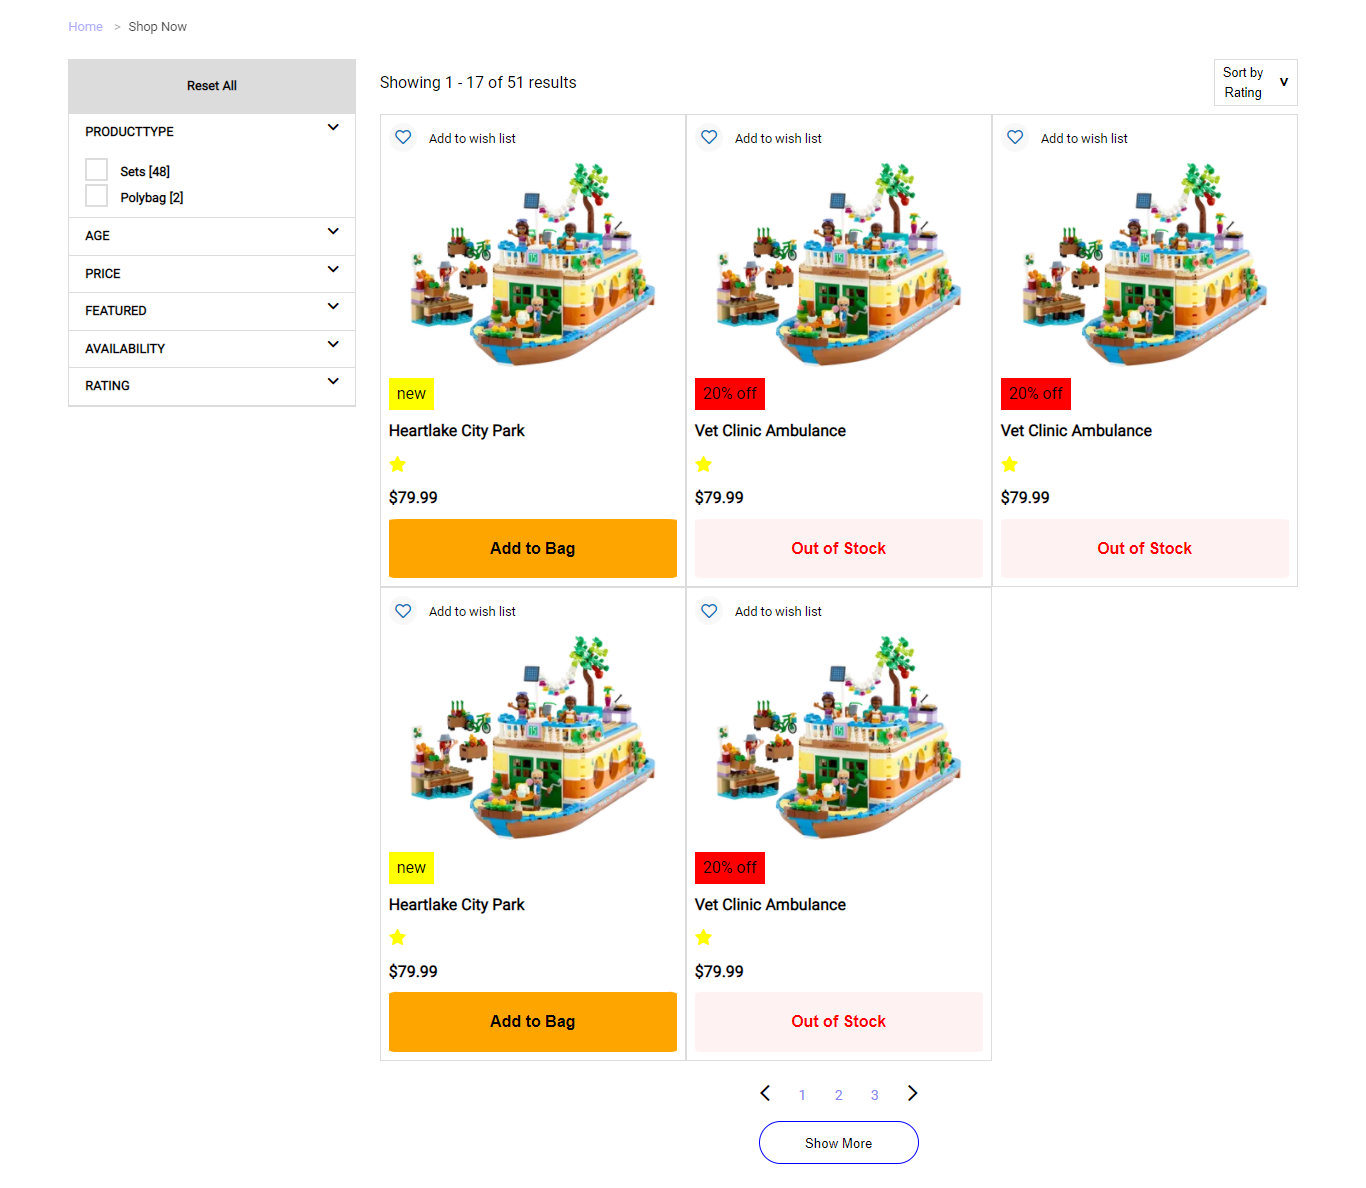 Home > Shop Now
Reset All
PRODUCTTYPE
Sets [48]
Polybag [2]
AGE
PRICE
FEATURED
AVAILABILITY
RATING
Showing 1 - 17 of 51 results
Sort by
Rating
Add to wish list
new
Heartlake City Park
$79.99
Add to Bag
Add to wish list
20% off
Vet Clinic Ambulance
$79.99
Out of Stock
Add to wish list
20% off
Vet Clinic Ambulance
$79.99
Out of Stock
Add to wish list
new
Heartlake City Park
$79.99
Add to Bag
Add to wish list
20% off
Vet Clinic Ambulance
$79.99
Out of Stock
1 2 3
Show More